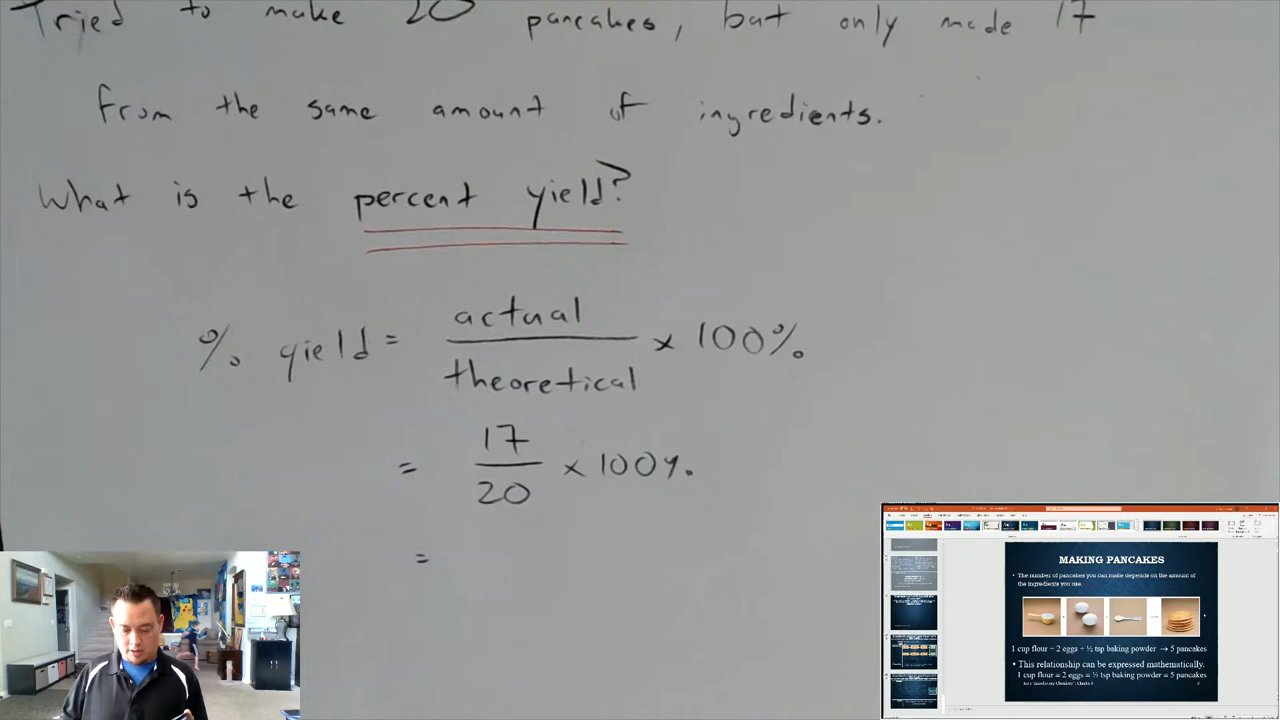 Tried to make 20 pancakes, but only made 17
from the same amount of ingredients.
What is the percent yield?
% yield = actual / theoretical × 100%
= 17 / 20 × 100%
=
MAKING PANCAKES
• The number of pancakes you can make depends on the amount of
the ingredients you use.
1 cup flour + 2 eggs + ½ tsp baking powder → 5 pancakes
• This relationship can be expressed mathematically.
1 cup flour = 2 eggs = ½ tsp baking powder = 5 pancakes